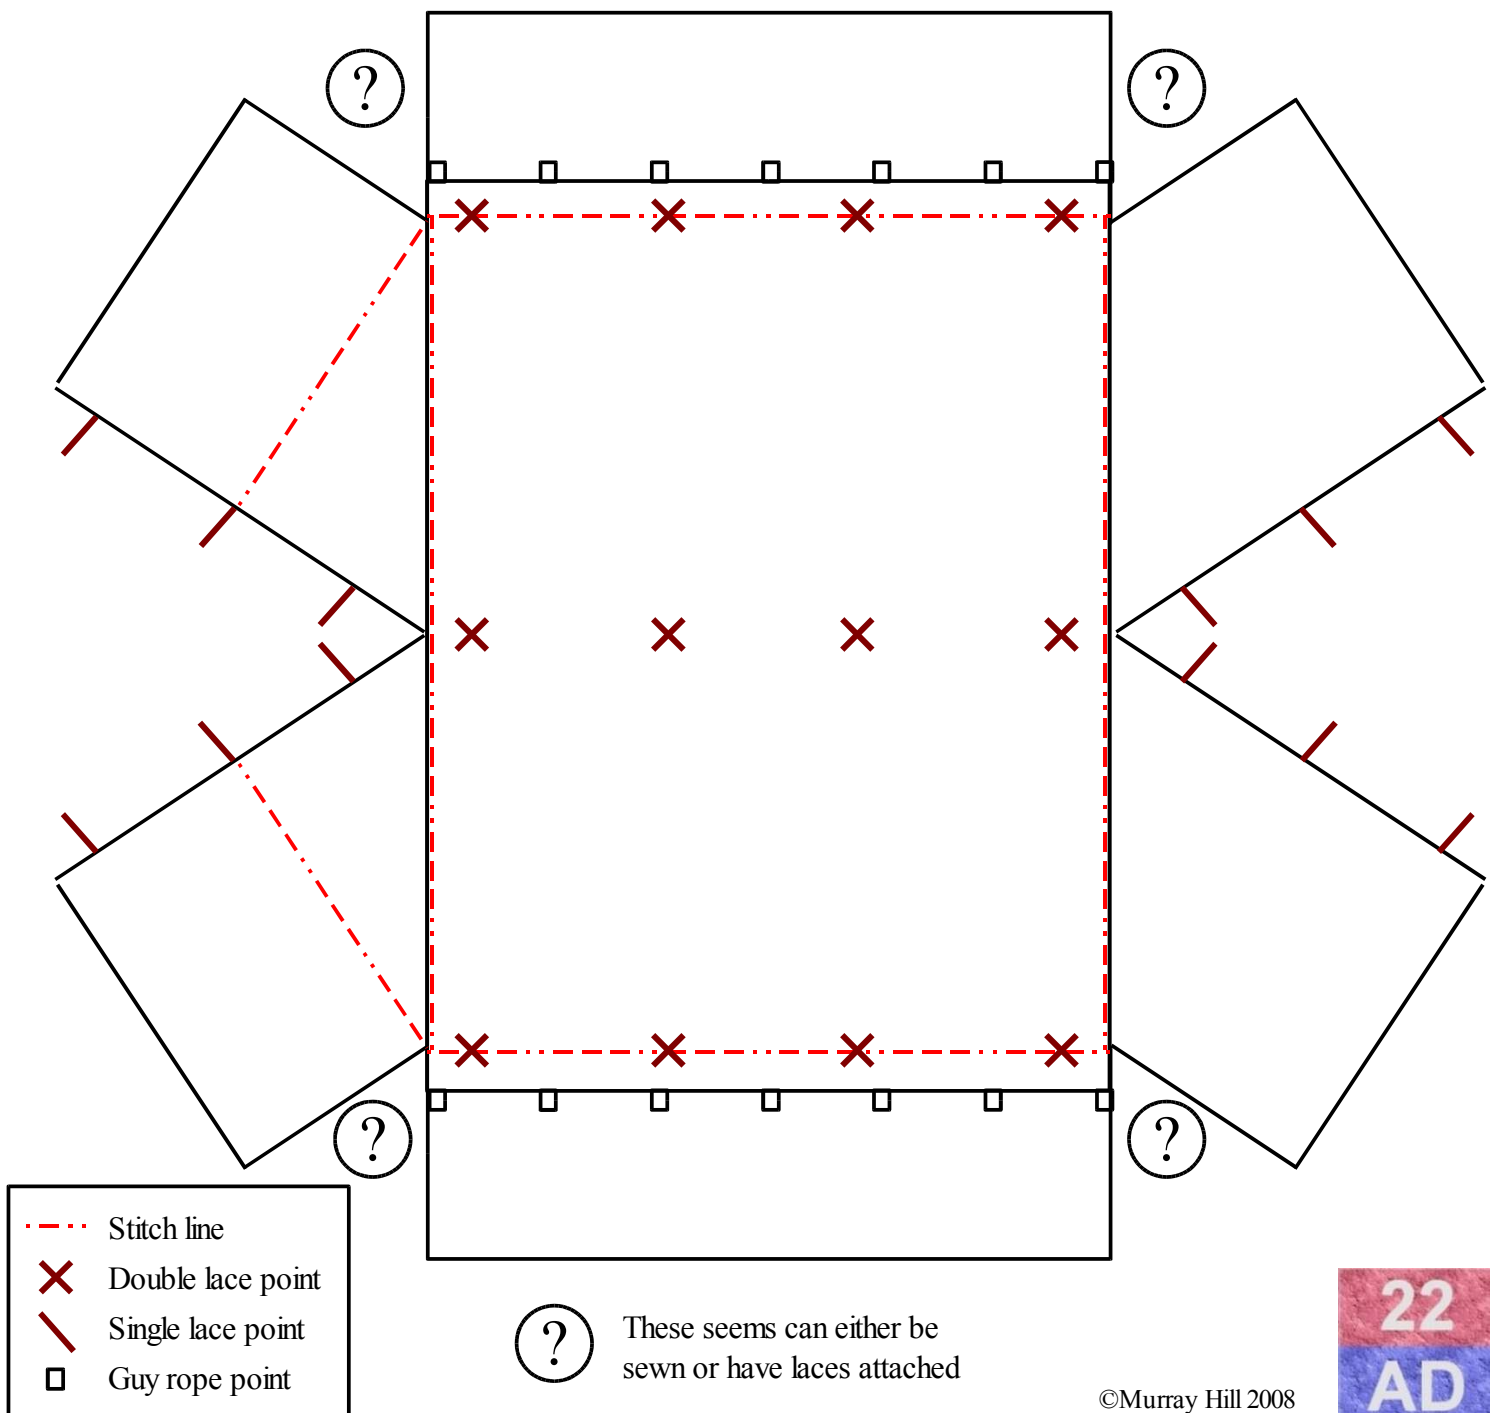 ?
?
?
?
Stitch line
Double lace point
Single lace point
Guy rope point
?
These seems can either be
sewn or have laces attached
©Murray Hill 2008
22
AD